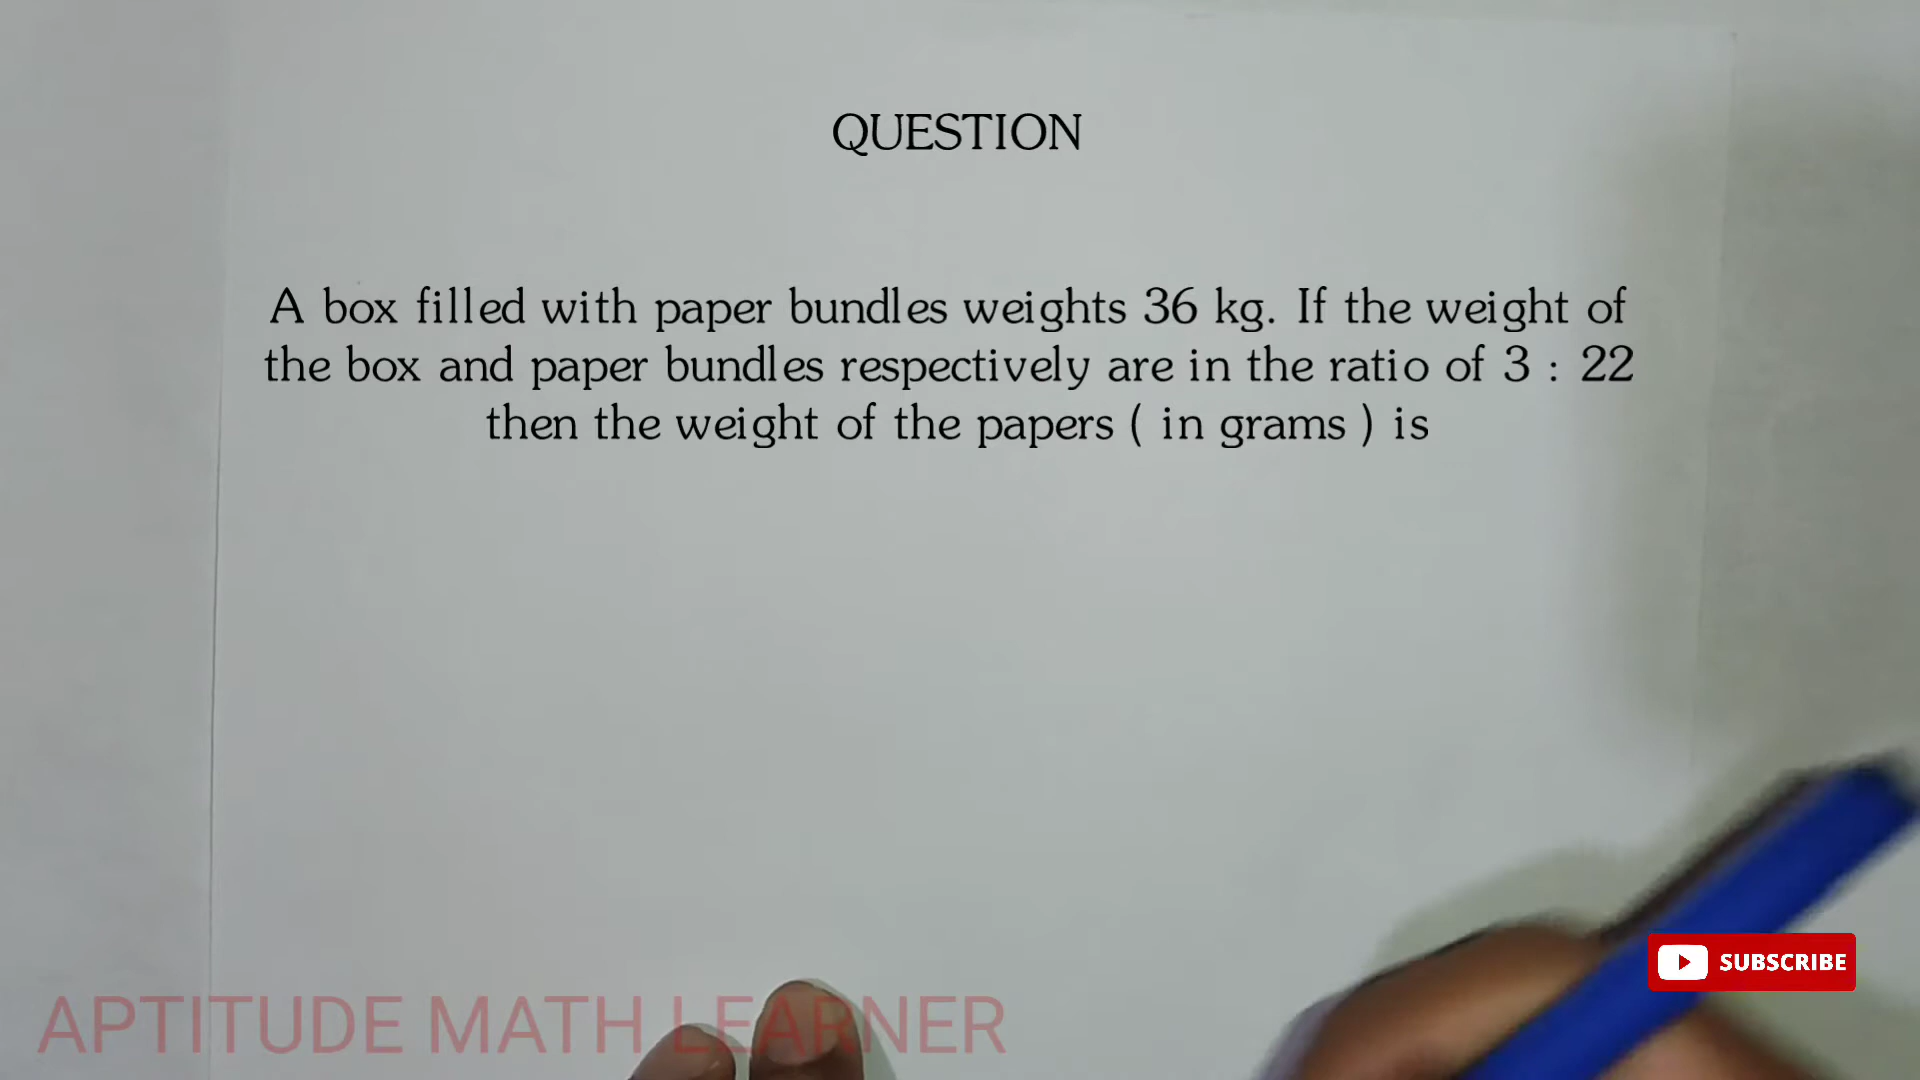 QUESTION
A box filled with paper bundles weights 36 kg. If the weight of
the box and paper bundles respectively are in the ratio of 3 : 22
then the weight of the papers ( in grams ) is
SUBSCRIBE
APTITUDE MATH LEARNER